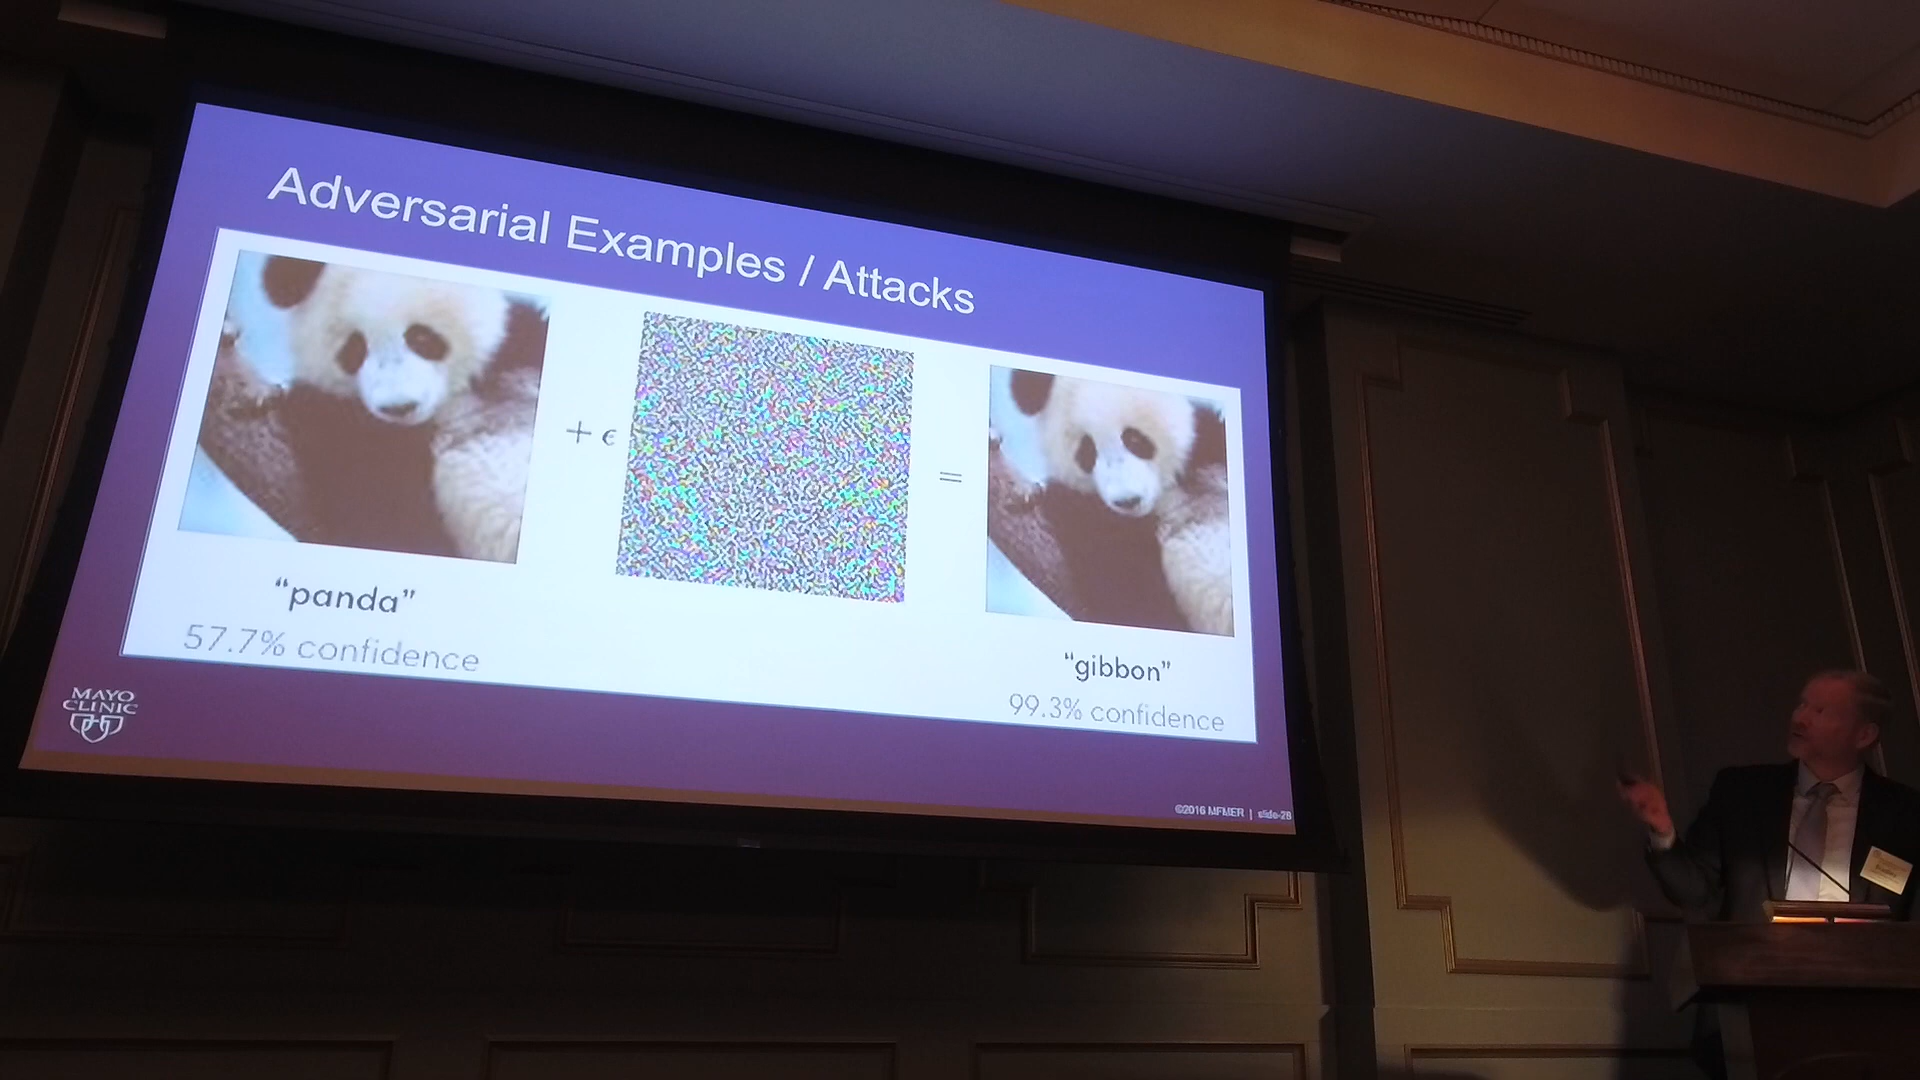 Adversarial Examples / Attacks
+ ϵ
=
“panda”
57.7% confidence
“gibbon”
99.3% confidence
MAYO
CLINIC
©2016 MFMER | slide-28